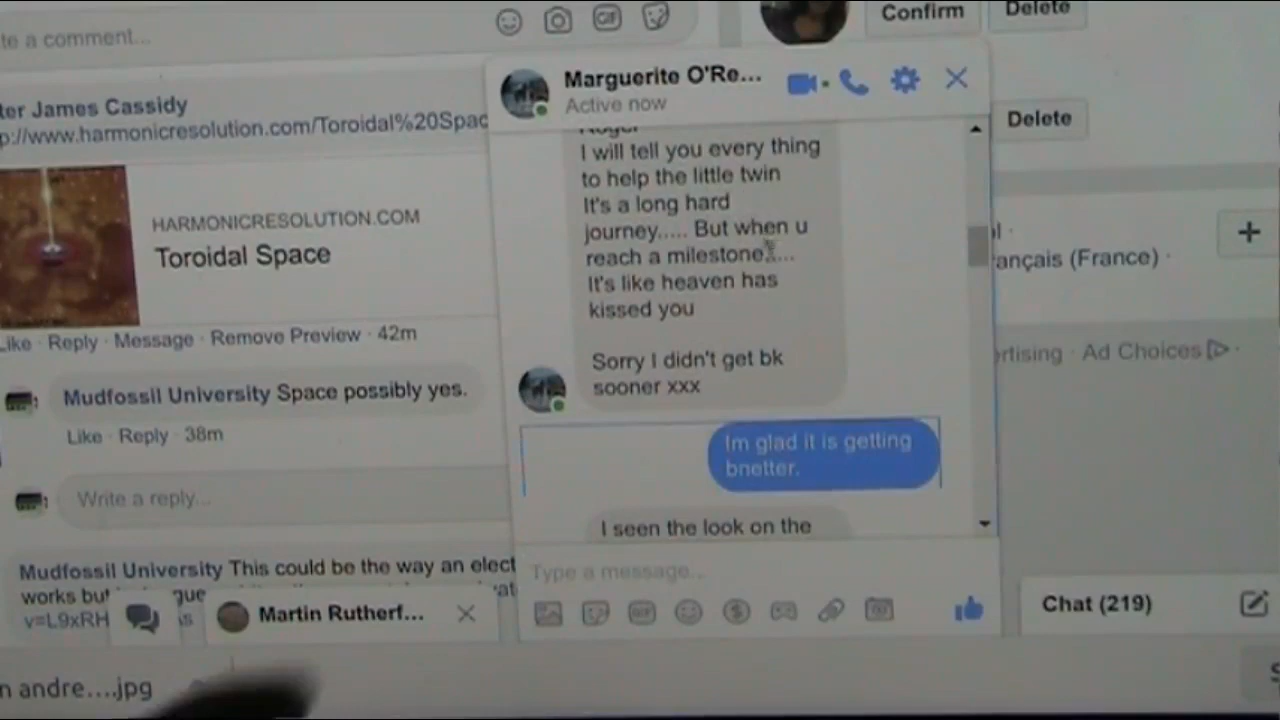 te a comment...
Confirm
Delete
ter James Cassidy
p://www.harmonicresolution.com/Toroidal%20Spac
HARMONICRESOLUTION.COM
Toroidal Space
Like · Reply · Message · Remove Preview · 42m
Mudfossil University Space possibly yes.
Like · Reply · 38m
Write a reply...
Mudfossil University This could be the way an elect
works but
v=L9xRH
Martin Rutherf...
n andre....jpg
Marguerite O'Re...
Active now
Roger
I will tell you every thing
to help the little twin
It's a long hard
journey..... But when u
reach a milestone....
It's like heaven has
kissed you
Sorry I didn't get bk
sooner xxx
Im glad it is getting
bnetter.
I seen the look on the
Type a message...
GIF
Delete
ançais (France) ·
rtising · Ad Choices
Chat (219)